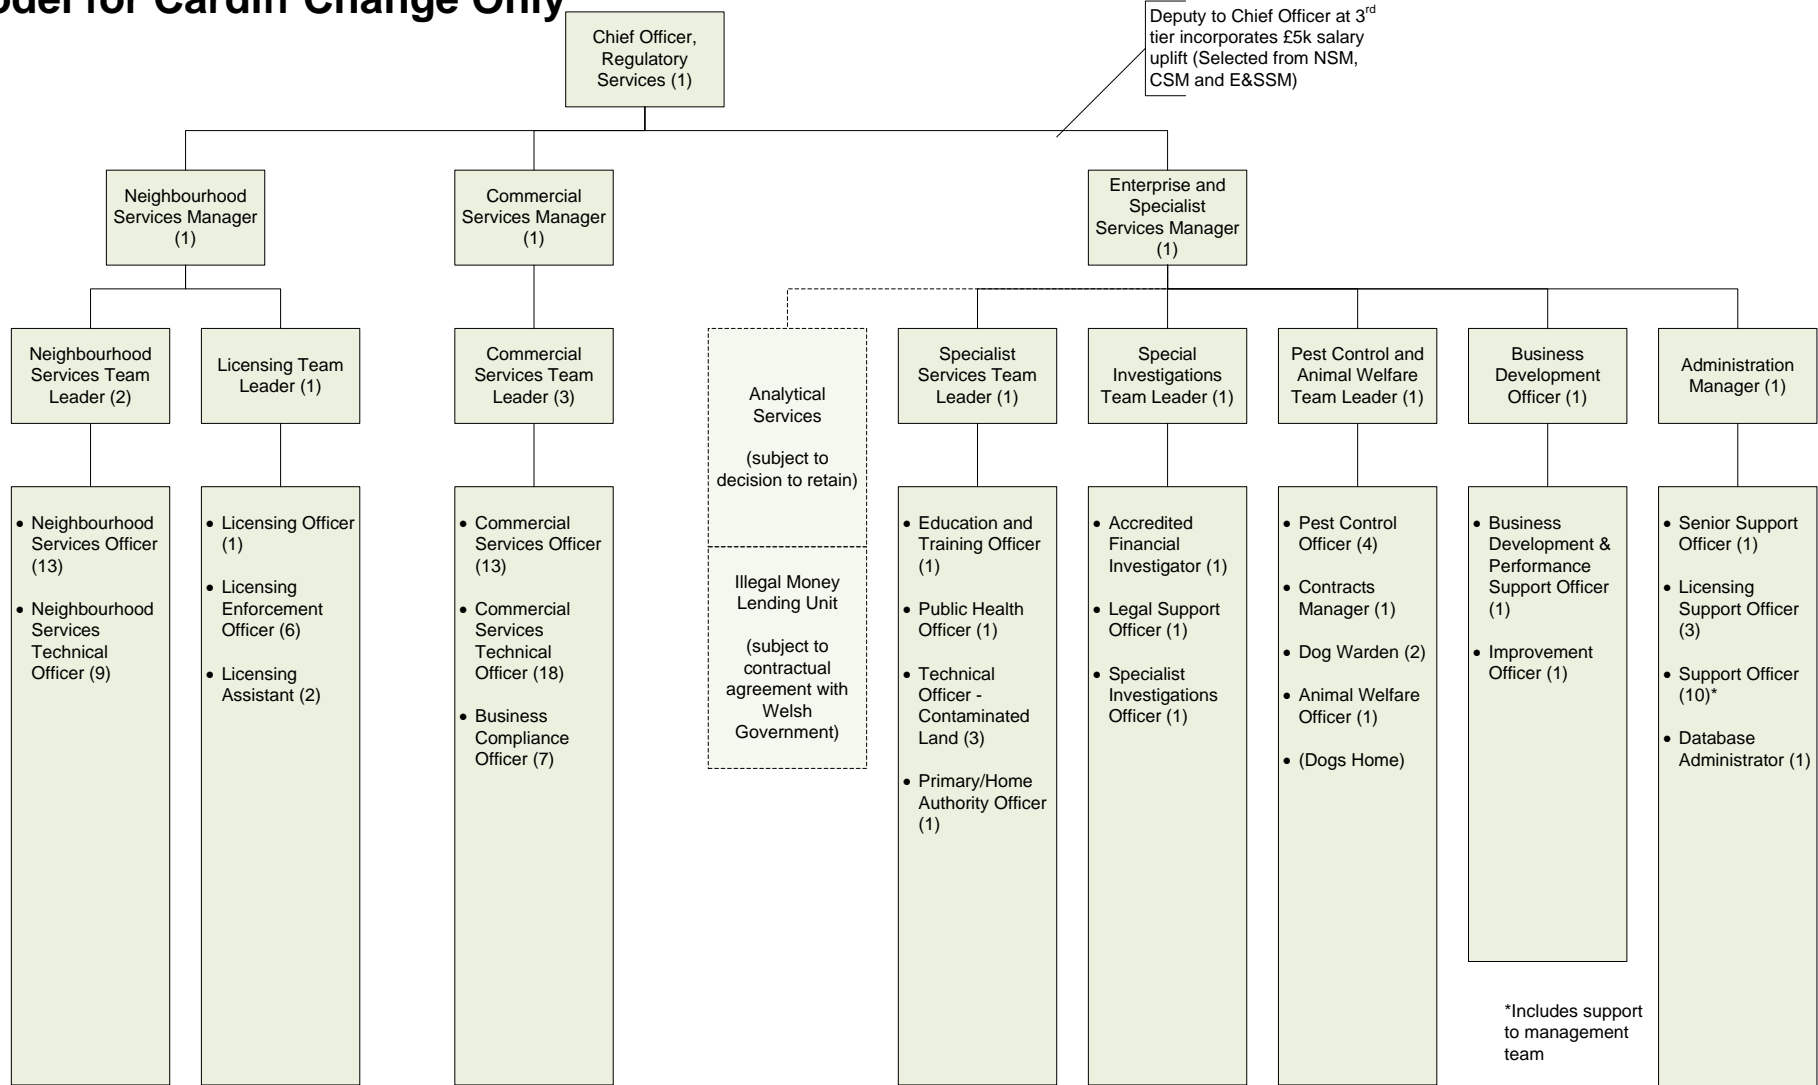 odel for Cardiff Change Only
Chief Officer,
Regulatory
Services (1)
Deputy to Chief Officer at 3rd
tier incorporates £5k salary
uplift (Selected from NSM,
CSM and E&SSM)
Neighbourhood
Services Manager
(1)
Commercial
Services Manager
(1)
Enterprise and
Specialist
Services Manager
(1)
Neighbourhood
Services Team
Leader (2)
Licensing Team
Leader (1)
Commercial
Services Team
Leader (3)
Analytical
Services
(subject to
decision to retain)
Illegal Money
Lending Unit
(subject to
contractual
agreement with
Welsh
Government)
Specialist
Services Team
Leader (1)
Special
Investigations
Team Leader (1)
Pest Control and
Animal Welfare
Team Leader (1)
Business
Development
Officer (1)
Administration
Manager (1)
• Neighbourhood
Services Officer
(13)
• Neighbourhood
Services
Technical
Officer (9)
• Licensing Officer
(1)
• Licensing
Enforcement
Officer (6)
• Licensing
Assistant (2)
• Commercial
Services Officer
(13)
• Commercial
Services
Technical
Officer (18)
• Business
Compliance
Officer (7)
• Education and
Training Officer
(1)
• Public Health
Officer (1)
• Technical
Officer -
Contaminated
Land (3)
• Primary/Home
Authority Officer
(1)
• Accredited
Financial
Investigator (1)
• Legal Support
Officer (1)
• Specialist
Investigations
Officer (1)
• Pest Control
Officer (4)
• Contracts
Manager (1)
• Dog Warden (2)
• Animal Welfare
Officer (1)
• (Dogs Home)
• Business
Development &
Performance
Support Officer
(1)
• Improvement
Officer (1)
• Senior Support
Officer (1)
• Licensing
Support Officer
(3)
• Support Officer
(10)*
• Database
Administrator (1)
*Includes support
to management
team